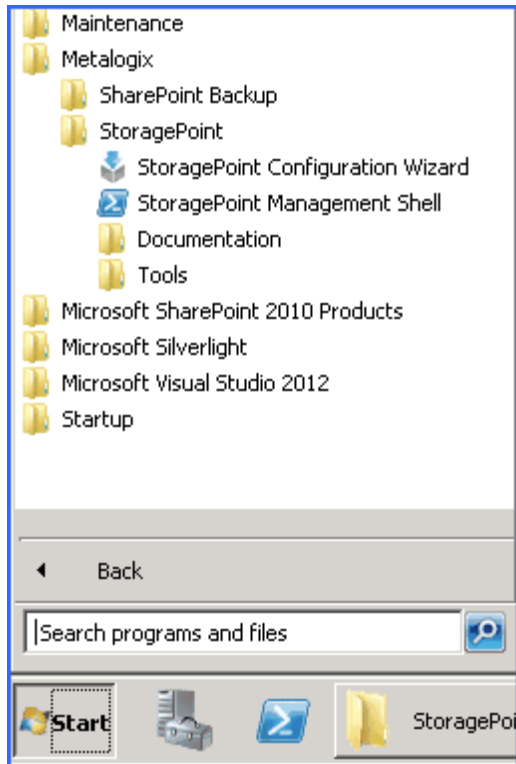 Maintenance
Metalogix
SharePoint Backup
StoragePoint
StoragePoint Configuration Wizard
StoragePoint Management Shell
Documentation
Tools
Microsoft SharePoint 2010 Products
Microsoft Silverlight
Microsoft Visual Studio 2012
Startup
Back
Search programs and files
Start StoragePoi